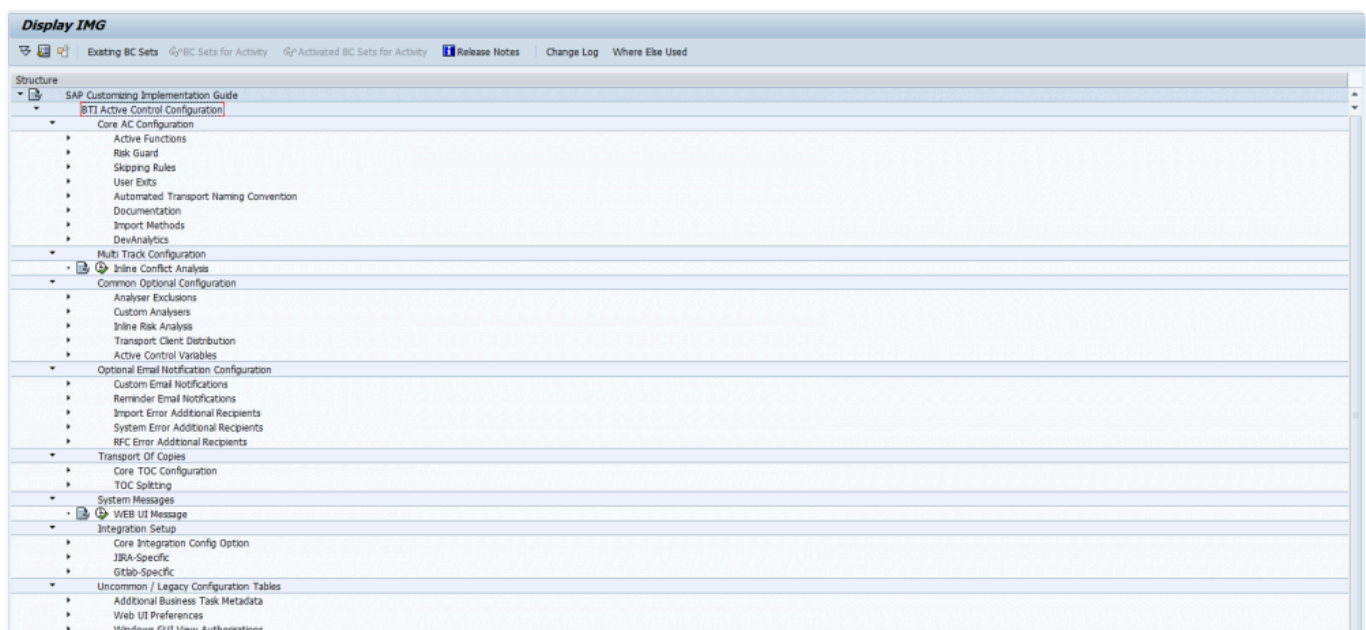 Display IMG
Existing BC Sets BC Sets for Activity Activated BC Sets for Activity Release Notes Change Log Where Else Used
Structure
SAP Customizing Implementation Guide
BTI Active Control Configuration
Core AC Configuration
Active Functions
Risk Guard
Skipping Rules
User Exits
Automated Transport Naming Convention
Documentation
Import Methods
DevAnalytics
Multi Track Configuration
Inline Conflict Analysis
Common Optional Configuration
Analyser Exclusions
Custom Analysers
Inline Risk Analysis
Transport Client Distribution
Active Control Variables
Optional Email Notification Configuration
Custom Email Notifications
Reminder Email Notifications
Import Error Additional Recipients
System Error Additional Recipients
RFC Error Additional Recipients
Transport Of Copies
Core TOC Configuration
TOC Splitting
System Messages
WEB UI Message
Integration Setup
Core Integration Config Option
JIRA-Specific
Gitlab-Specific
Uncommon / Legacy Configuration Tables
Additional Business Task Metadata
Web UI Preferences
Windows GUI View Authorisations